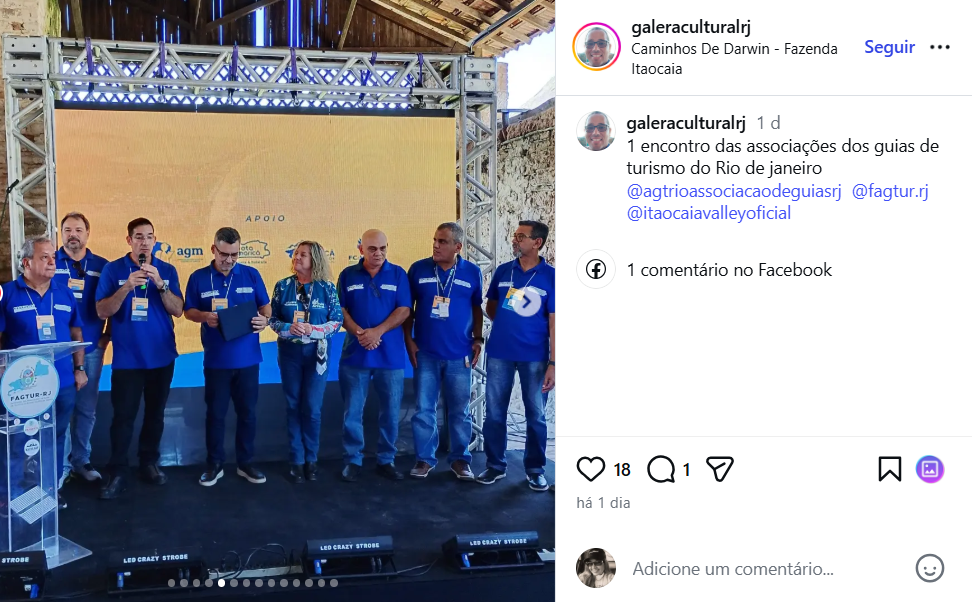 galeraculturalrj
Caminhos De Darwin - Fazenda
Itaocaia
Seguir
galeraculturalrj 1 d
1 encontro das associações dos guias de
turismo do Rio de janeiro
@agtrioassociacaodeguiasrj @fagtur.rj
@itaocaiavalleyoficial
1 comentário no Facebook
18
1
há 1 dia
Adicione um comentário...
APOIO
agm
FAGTUR-RJ
STROBE
LED CRAZY STROBE
LED CRAZY STROBE
LED CRAZY STROBE